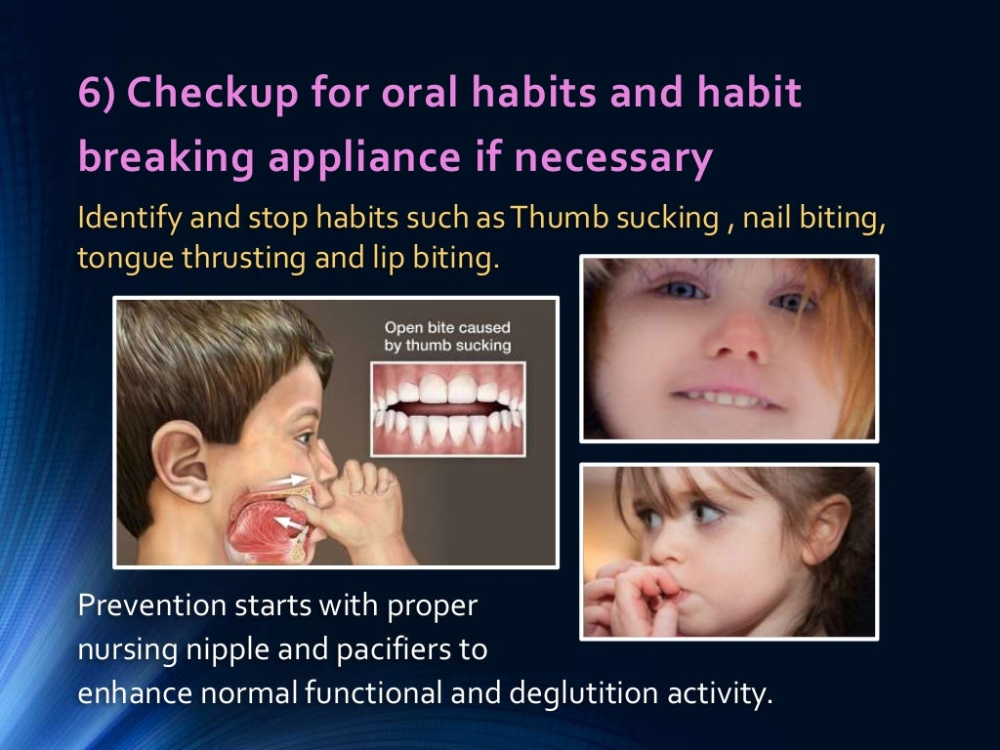 6) Checkup for oral habits and habit
breaking appliance if necessary
Identify and stop habits such as Thumb sucking , nail biting,
tongue thrusting and lip biting.
Open bite caused
by thumb sucking
Prevention starts with proper
nursing nipple and pacifiers to
enhance normal functional and deglutition activity.